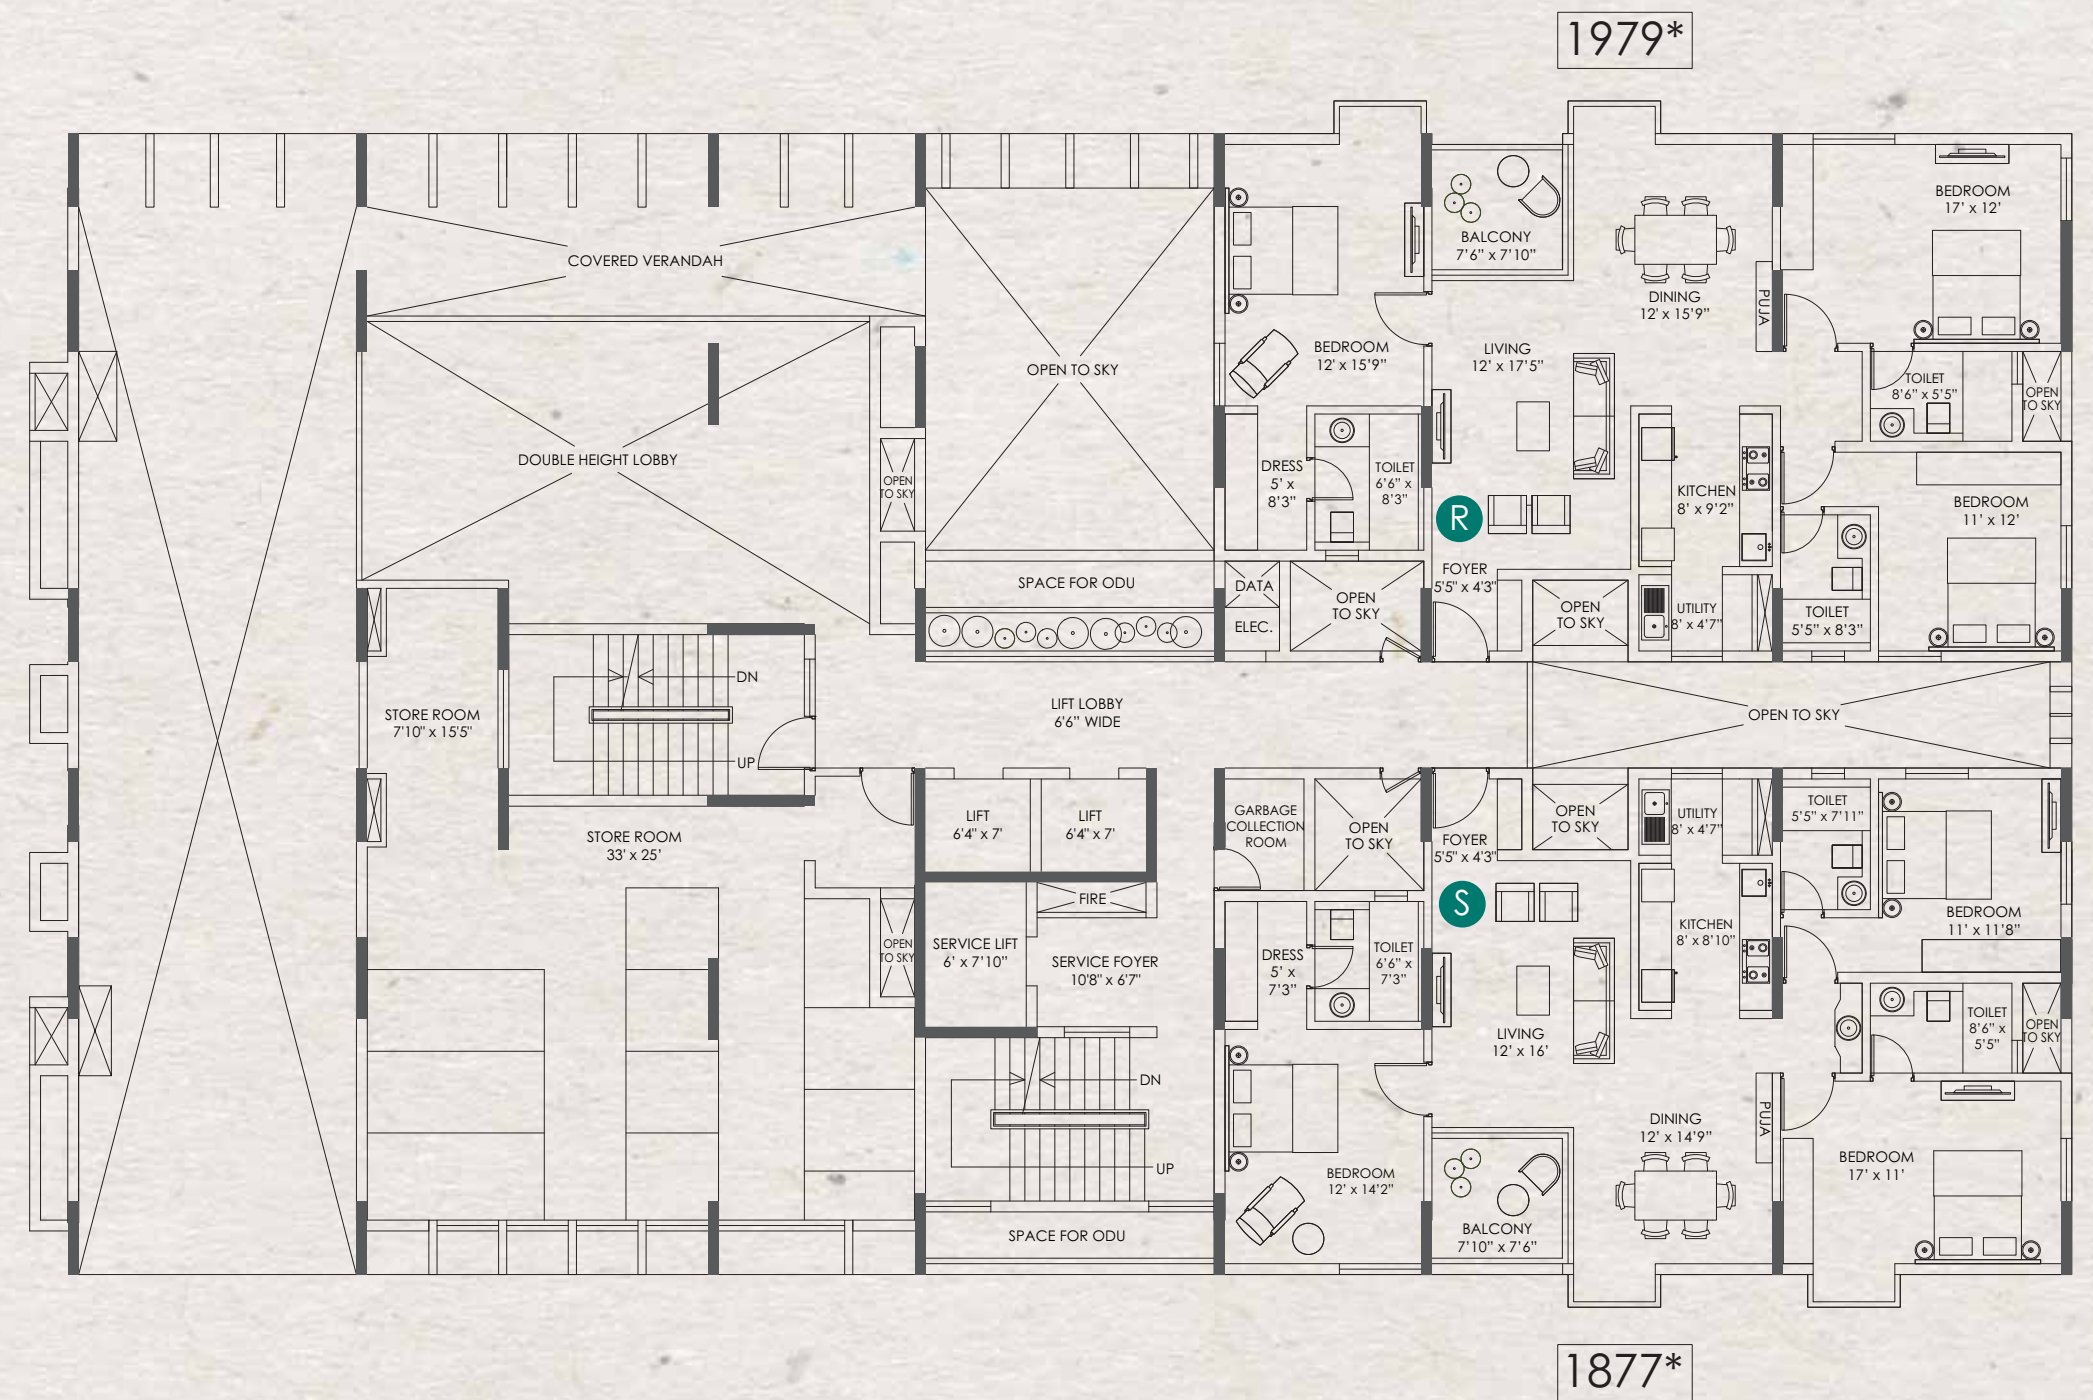 1979*
BEDROOM
17' x 12'
BALCONY
7'6" x 7'10"
COVERED VERANDAH
DINING
12' x 15'9"
PUJA
BEDROOM
12' x 15'9"
LIVING
12' x 17'5"
OPEN TO SKY
TOILET
8'6" x 5'5"
OPEN
TO SKY
DOUBLE HEIGHT LOBBY
OPEN
TO SKY
DRESS
5' x
8'3"
TOILET
6'6" x
8'3"
R
KITCHEN
8' x 9'2"
BEDROOM
11' x 12'
SPACE FOR ODU
DATA
ELEC.
OPEN
TO SKY
FOYER
5'5" x 4'3"
OPEN
TO SKY
UTILITY
8' x 4'7"
TOILET
5'5" x 8'3"
DN
UP
STORE ROOM
7'10" x 15'5"
LIFT LOBBY
6'6" WIDE
OPEN TO SKY
STORE ROOM
33' x 25'
LIFT
6'4" x 7'
LIFT
6'4" x 7'
GARBAGE
COLLECTION
ROOM
OPEN
TO SKY
FOYER
5'5" x 4'3"
OPEN
TO SKY
UTILITY
8' x 4'7"
TOILET
5'5" x 7'11"
FIRE
S
OPEN
TO SKY
SERVICE LIFT
6' x 7'10"
SERVICE FOYER
10'8" x 6'7"
DRESS
5' x
7'3"
TOILET
6'6" x
7'3"
KITCHEN
8' x 8'10"
BEDROOM
11' x 11'8"
LIVING
12' x 16'
TOILET
8'6" x
5'5"
OPEN
TO SKY
DN
UP
DINING
12' x 14'9"
PUJA
BEDROOM
12' x 14'2"
BEDROOM
17' x 11'
SPACE FOR ODU
BALCONY
7'10" x 7'6"
1877*